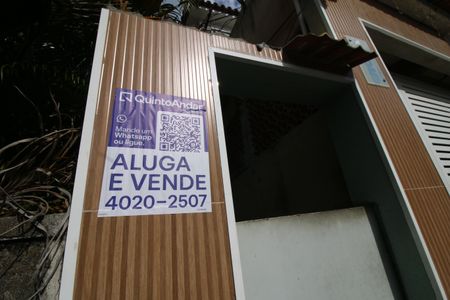 QuintoAndar
Mande um
Whatsapp
ou ligue.
ALUGA
E VENDE
4020-2507